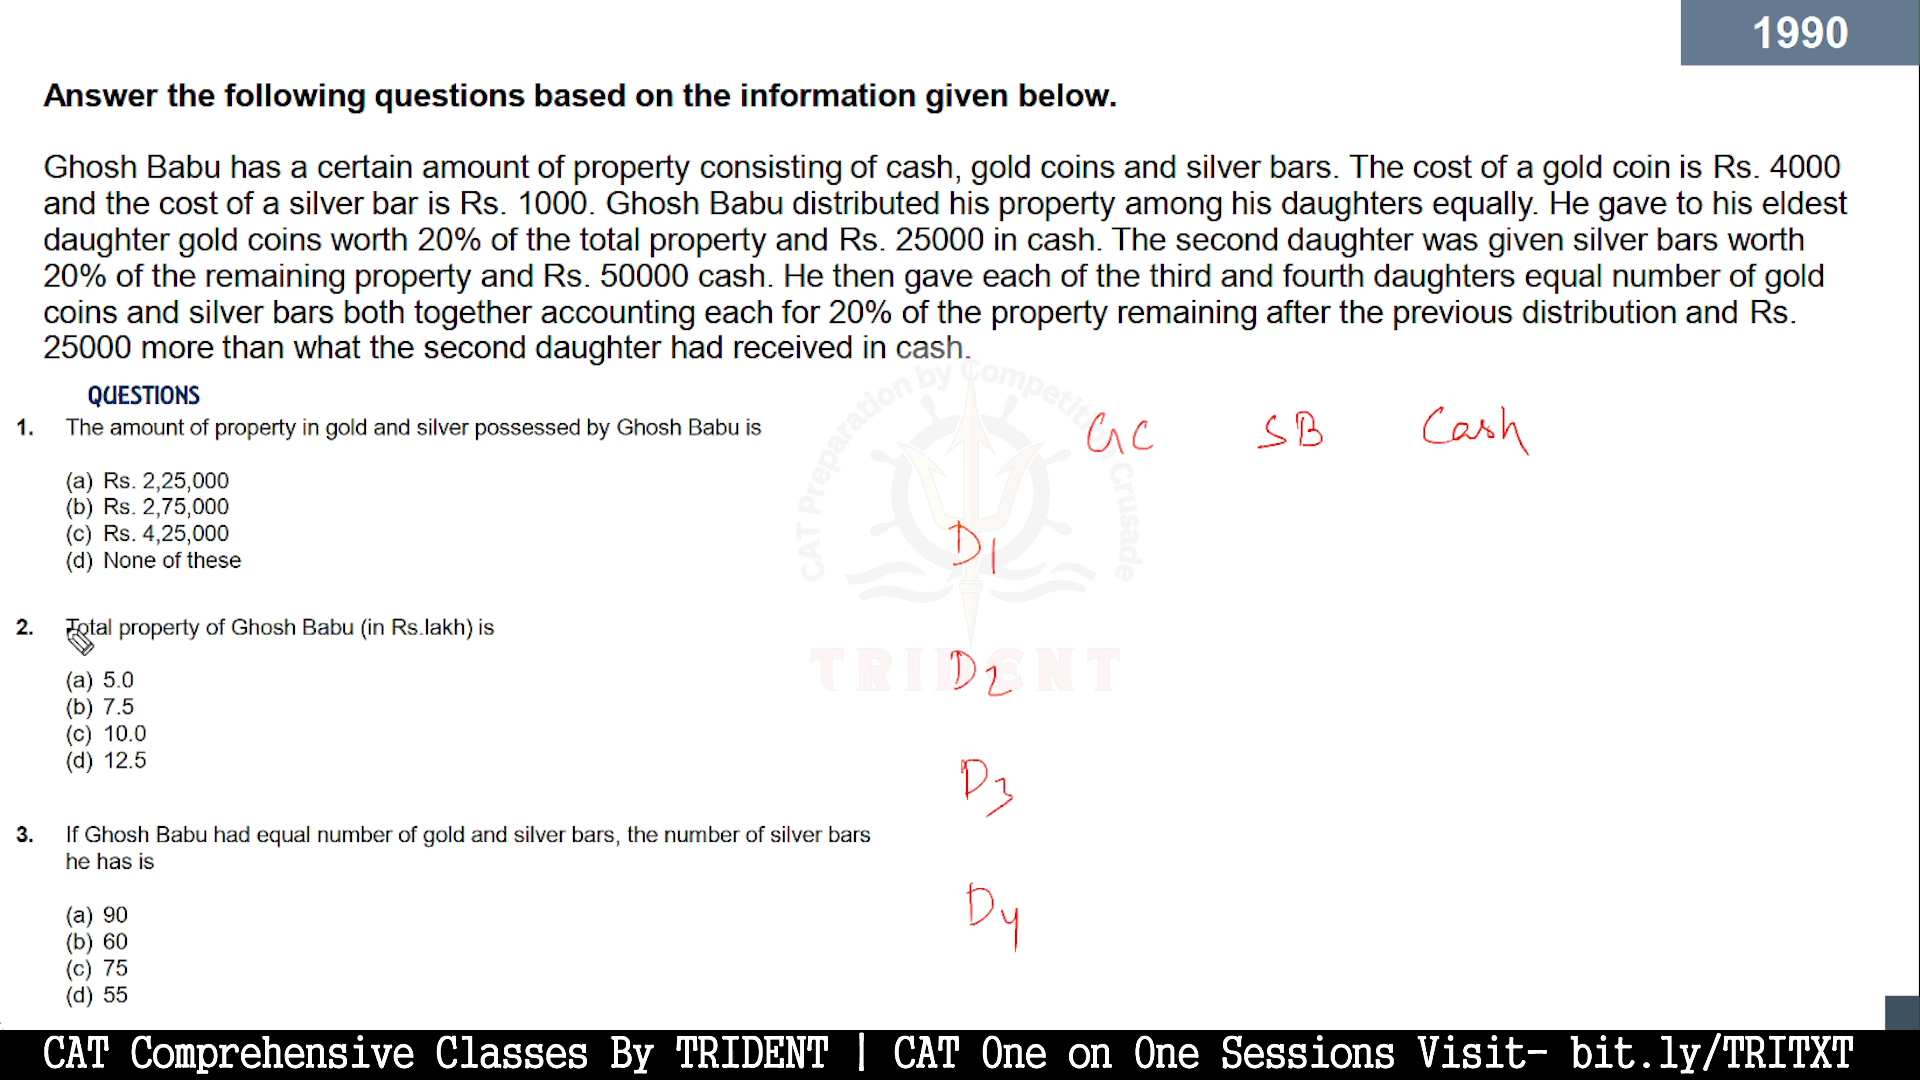 1990
Answer the following questions based on the information given below.
Ghosh Babu has a certain amount of property consisting of cash, gold coins and silver bars. The cost of a gold coin is Rs. 4000
and the cost of a silver bar is Rs. 1000. Ghosh Babu distributed his property among his daughters equally. He gave to his eldest
daughter gold coins worth 20% of the total property and Rs. 25000 in cash. The second daughter was given silver bars worth
20% of the remaining property and Rs. 50000 cash. He then gave each of the third and fourth daughters equal number of gold
coins and silver bars both together accounting each for 20% of the property remaining after the previous distribution and Rs.
25000 more than what the second daughter had received in cash.
QUESTIONS
1. The amount of property in gold and silver possessed by Ghosh Babu is
(a) Rs. 2,25,000
(b) Rs. 2,75,000
(c) Rs. 4,25,000
(d) None of these
2. Total property of Ghosh Babu (in Rs.lakh) is
(a) 5.0
(b) 7.5
(c) 10.0
(d) 12.5
3. If Ghosh Babu had equal number of gold and silver bars, the number of silver bars
he has is
(a) 90
(b) 60
(c) 75
(d) 55
GC SB Cash
D1
D2
D3
D4
CAT Preparation by Competition Crusade
TRIDENT
CAT Comprehensive Classes By TRIDENT | CAT One on One Sessions Visit- bit.ly/TRITXT